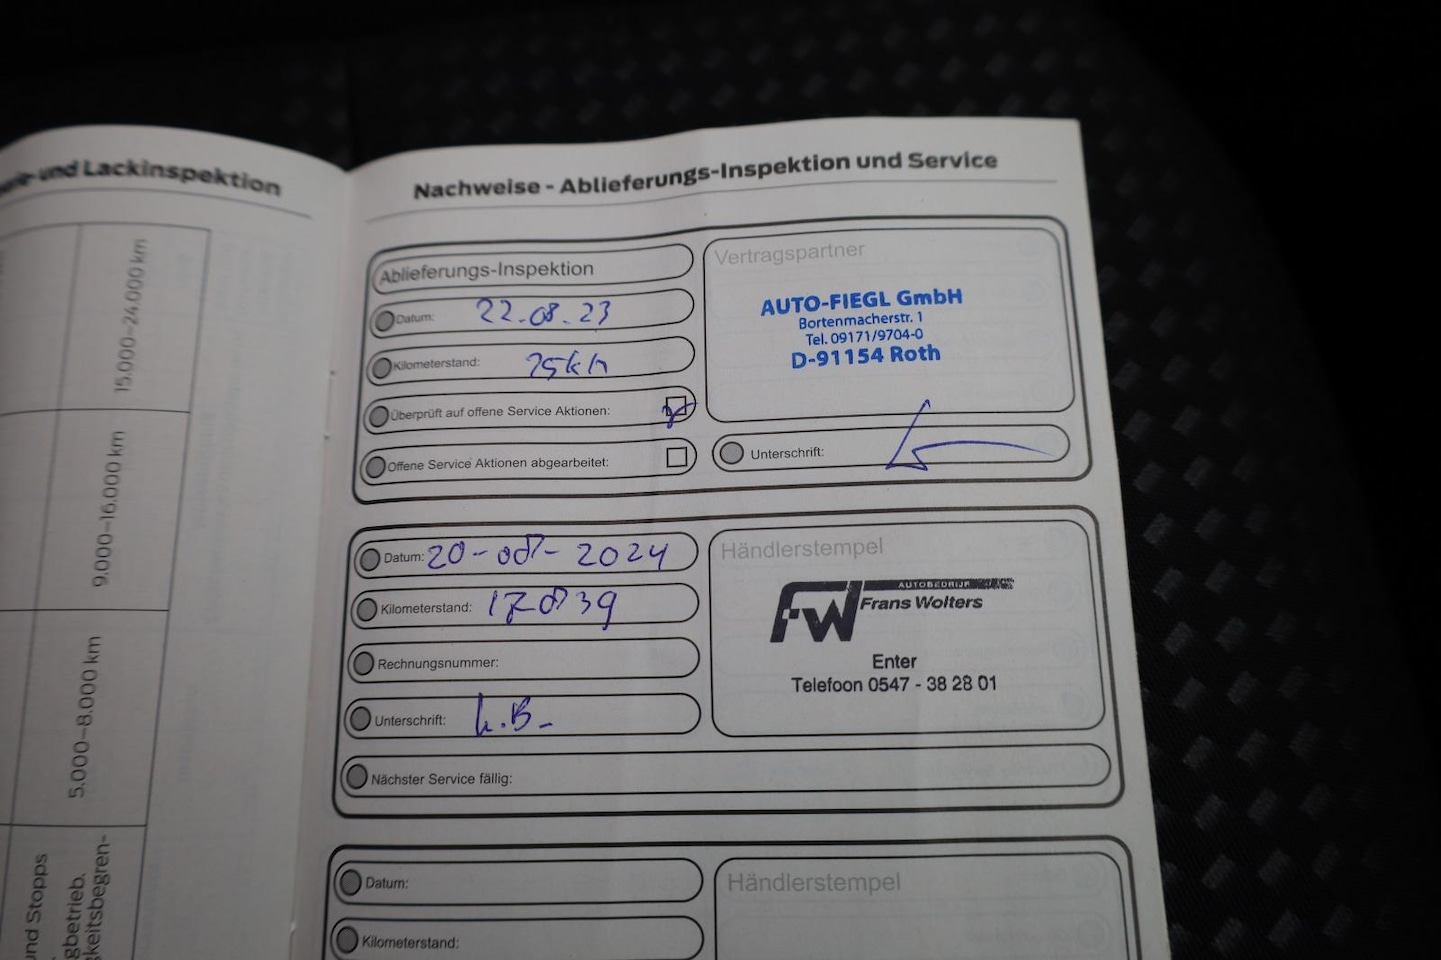 und Lackinspektion
15.000–24.000 km
9.000–16.000 km
5.000–8.000 km
und Stopps
gbetrieb.
keitsbegren-
Nachweise - Ablieferungs-Inspektion und Service
Ablieferungs-Inspektion
Datum: 22-08-23
Kilometerstand:
Überprüft auf offene Service Aktionen:
Offene Service Aktionen abgearbeitet:
Vertragspartner
AUTO-FIEGL GmbH
Bortenmacherstr. 1
Tel. 09171/9704-0
D-91154 Roth
Unterschrift:
Datum: 20-08-2024
Kilometerstand: 17839
Rechnungsnummer:
Unterschrift: L.B-
Nächster Service fällig:
Händlerstempel
FW
AUTOBEDRIJF
Frans Wolters
Enter
Telefoon 0547 - 38 28 01
Datum:
Kilometerstand:
Händlerstempel